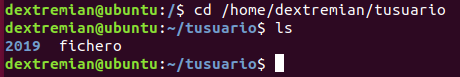 dextremian@ubuntu:/$ cd /home/dextremian/tusuario
dextremian@ubuntu:~/tusuario$ ls
2019  fichero
dextremian@ubuntu:~/tusuario$